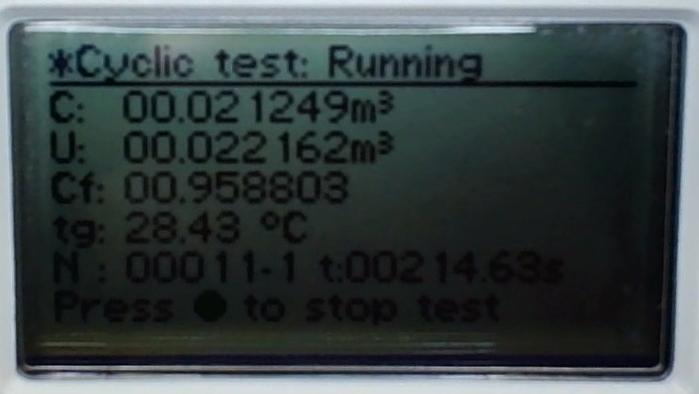 *Cyclic test: Running
C: 00.021249m³
U: 00.022162m³
Cf: 00.958803
tg: 28.43 °C
N : 00011-1 t:00214.63s
Press ● to stop test